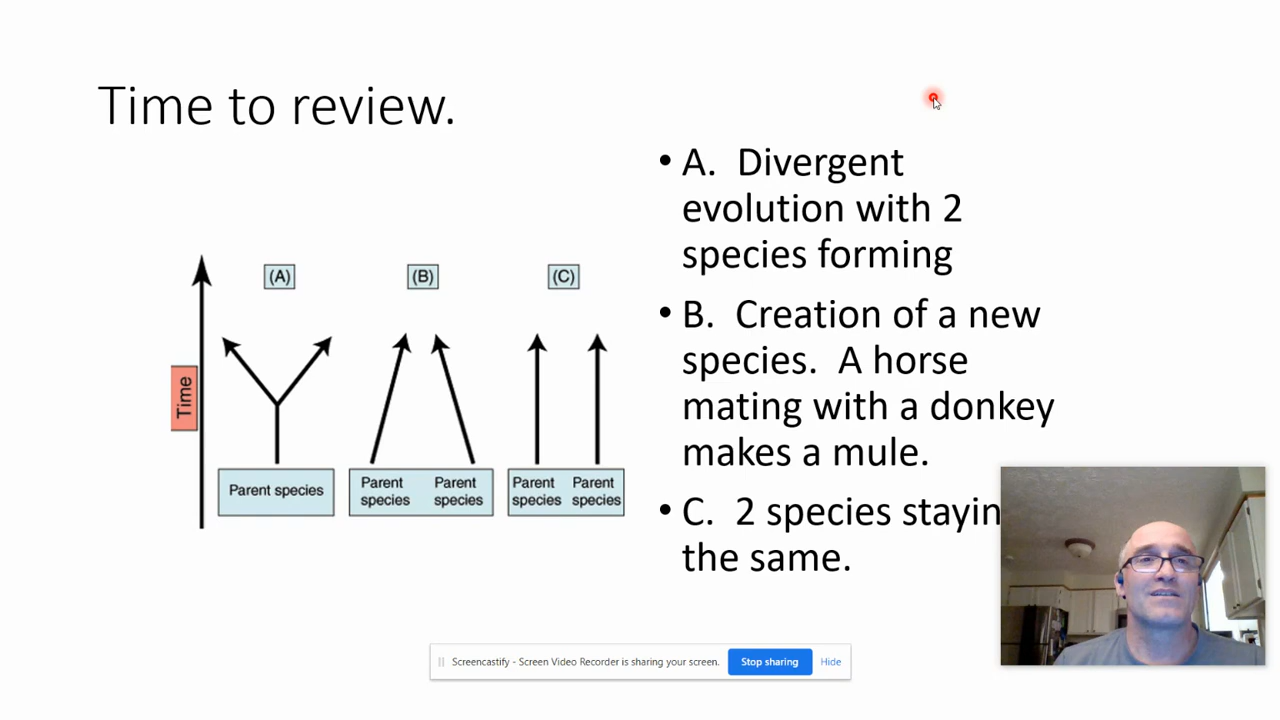 Time to review.
(A)
(B)
(C)
Time
Parent species
Parent
species
Parent
species
Parent
species
Parent
species
• A.  Divergent
evolution with 2
species forming
• B.  Creation of a new
species.  A horse
mating with a donkey
makes a mule.
• C.  2 species stayin
the same.
Screencastify - Screen Video Recorder is sharing your screen.
Stop sharing
Hide